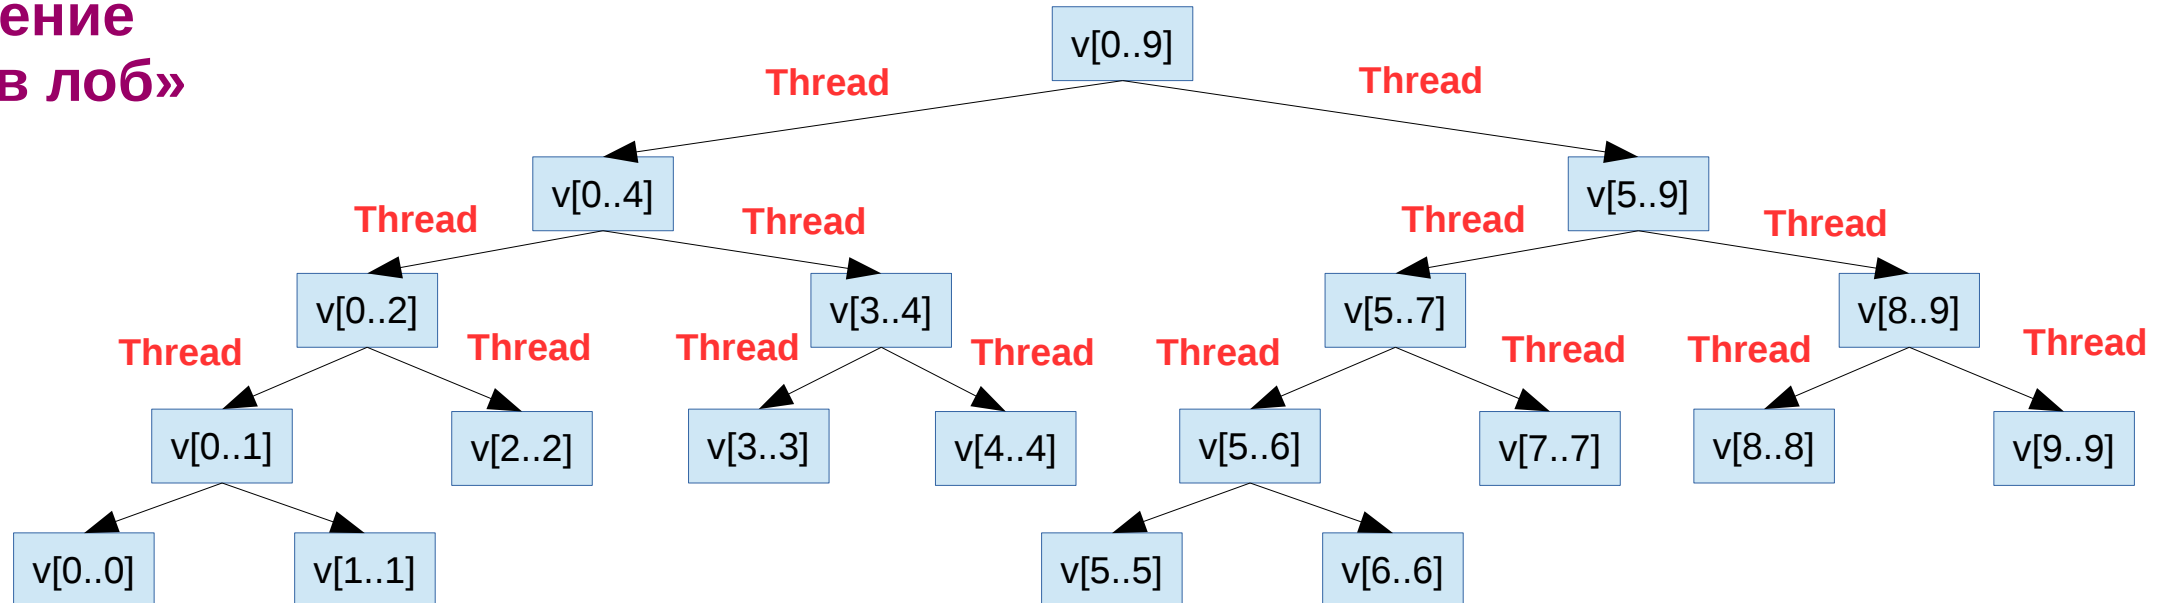 ение
в лоб»
v[0..9]
Thread Thread
v[0..4] v[5..9]
Thread Thread Thread Thread
v[0..2] v[3..4] v[5..7] v[8..9]
Thread Thread Thread Thread Thread Thread Thread Thread
v[0..1] v[2..2] v[3..3] v[4..4] v[5..6] v[7..7] v[8..8] v[9..9]
v[0..0] v[1..1] v[5..5] v[6..6]